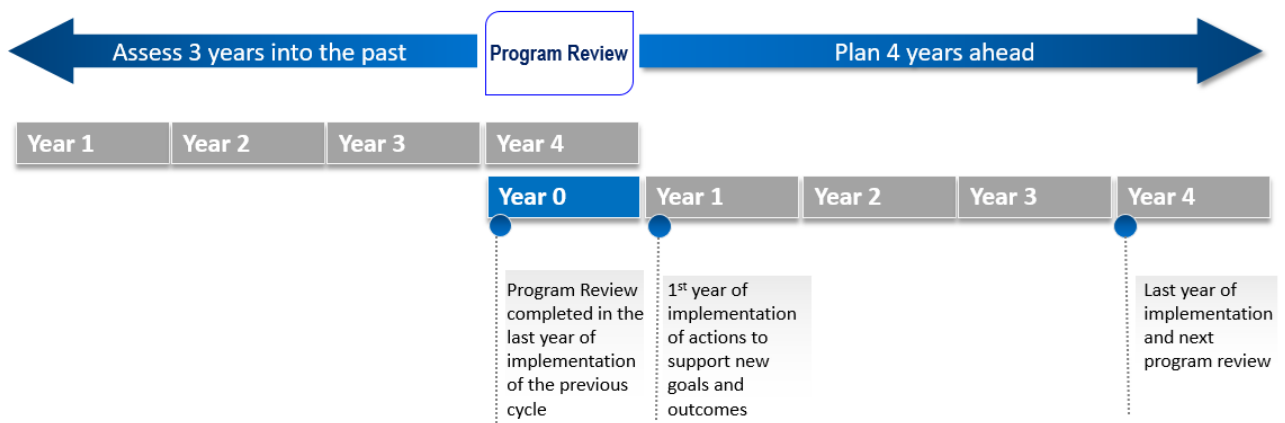 Assess 3 years into the past
Program Review
Plan 4 years ahead
Year 1
Year 2
Year 3
Year 4
Year 0
Year 1
Year 2
Year 3
Year 4
Program Review
completed in the
last year of
implementation
of the previous
cycle
1st year of
implementation
of actions to
support new
goals and
outcomes
Last year of
implementation
and next
program review